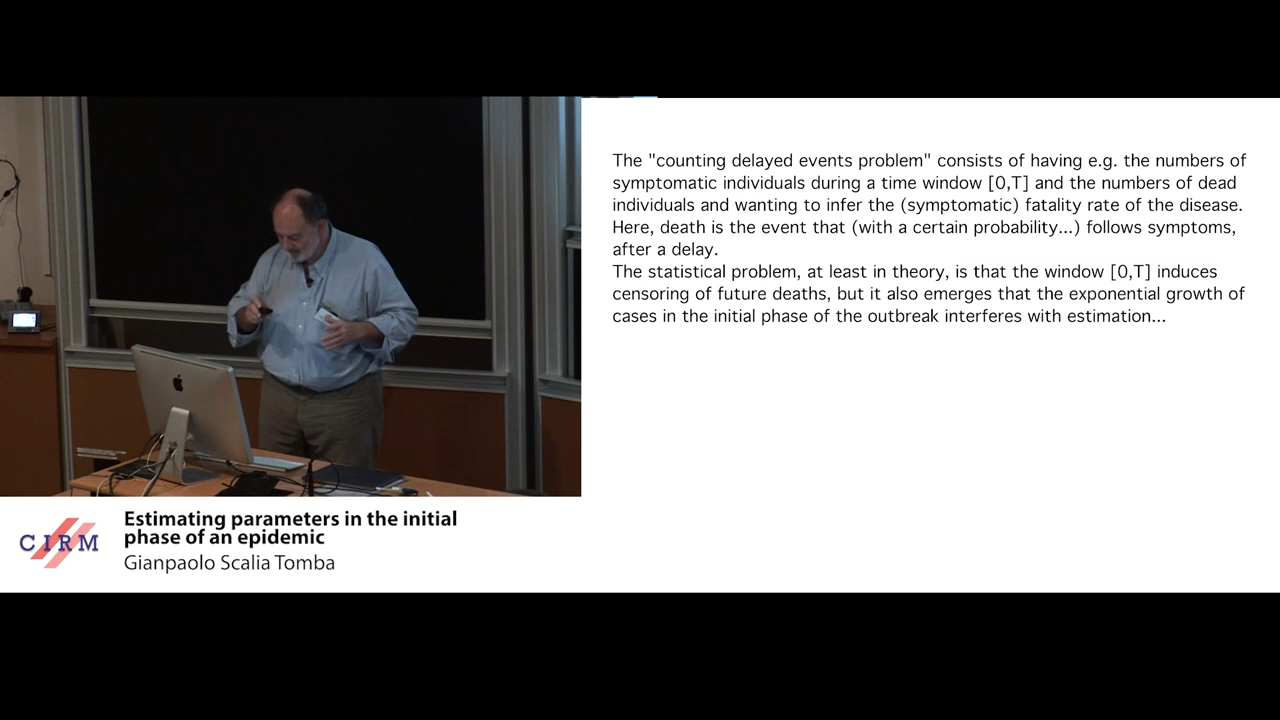 The "counting delayed events problem" consists of having e.g. the numbers of
symptomatic individuals during a time window [0,T] and the numbers of dead
individuals and wanting to infer the (symptomatic) fatality rate of the disease.
Here, death is the event that (with a certain probability...) follows symptoms,
after a delay.
The statistical problem, at least in theory, is that the window [0,T] induces
censoring of future deaths, but it also emerges that the exponential growth of
cases in the initial phase of the outbreak interferes with estimation...
CIRM
Estimating parameters in the initial
phase of an epidemic
Gianpaolo Scalia Tomba